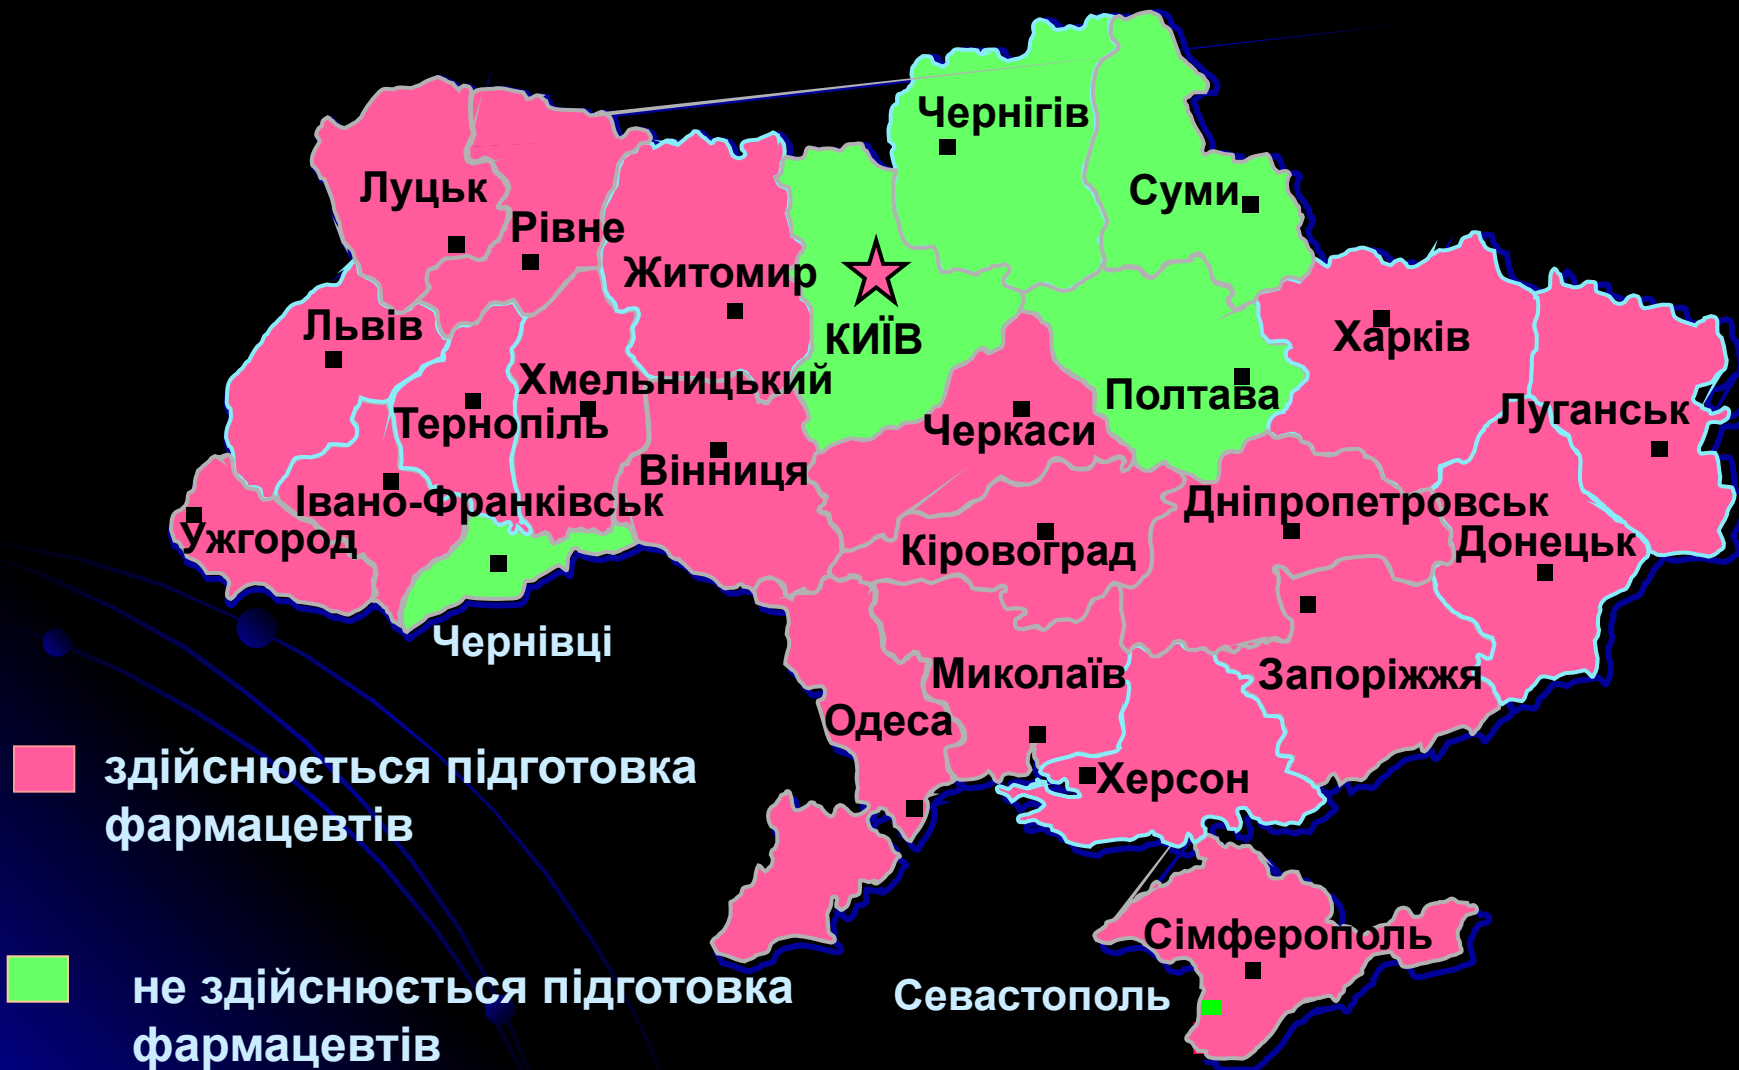 Чернігів
Луцьк
Суми
Рівне
Житомир
Львів
КИЇВ
Харків
Хмельницький
Полтава
Тернопіль
Черкаси
Луганськ
Вінниця
Івано-Франківськ
Дніпропетровськ
Ужгород
Кіровоград
Донецьк
Чернівці
Миколаїв
Запоріжжя
Одеса
Херсон
здійснюється підготовка
фармацевтів
Сімферополь
Севастополь
не здійснюється підготовка
фармацевтів